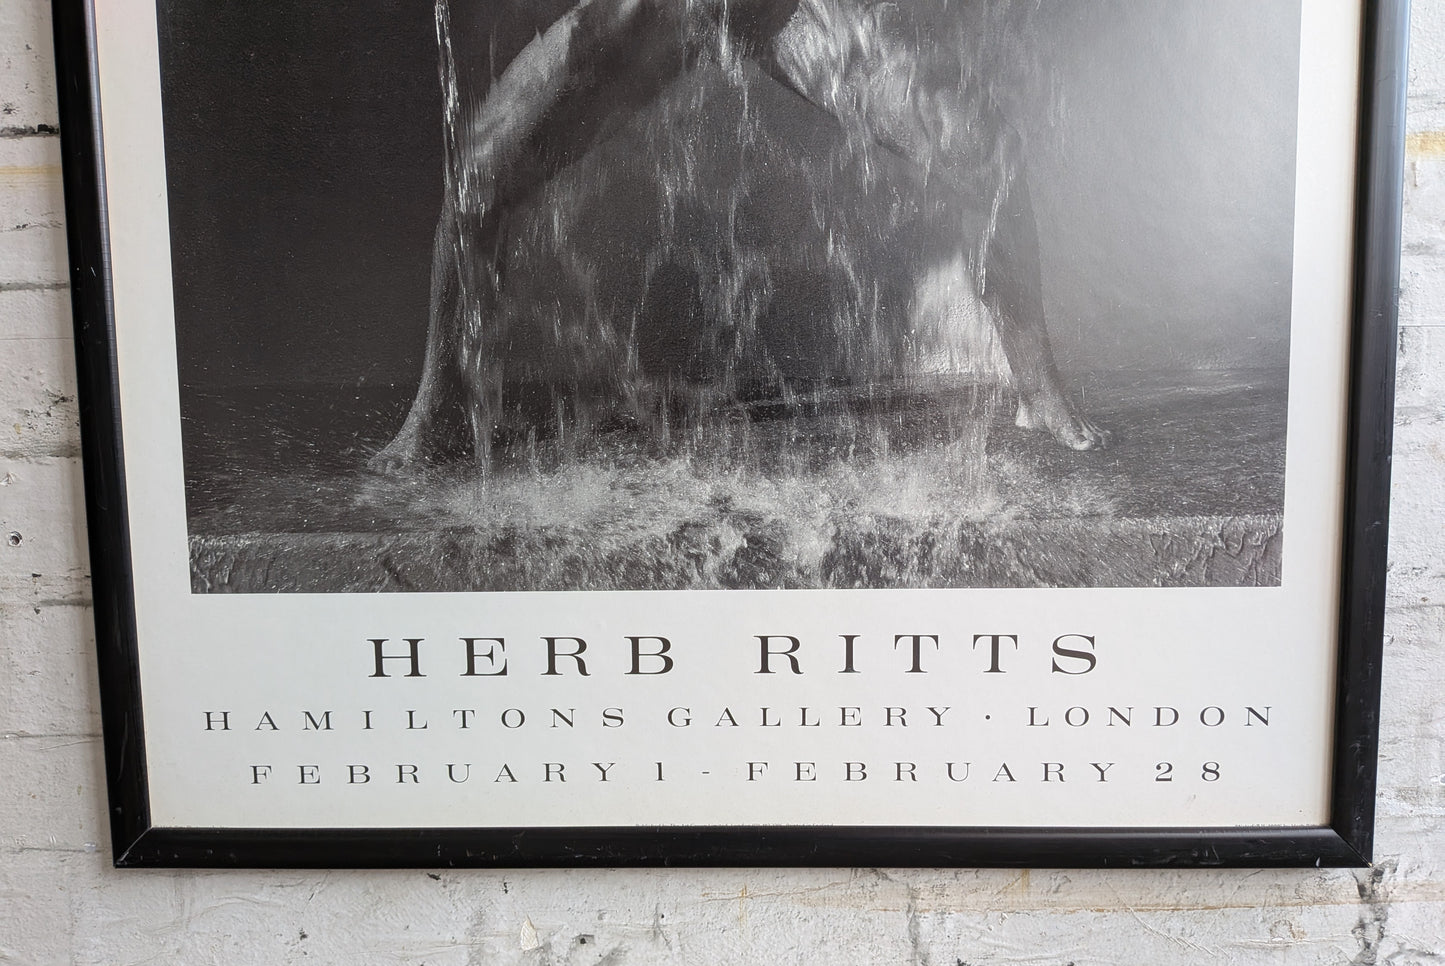 HERB RITTS
HAMILTONS GALLERY · LONDON
FEBRUARY 1 - FEBRUARY 28